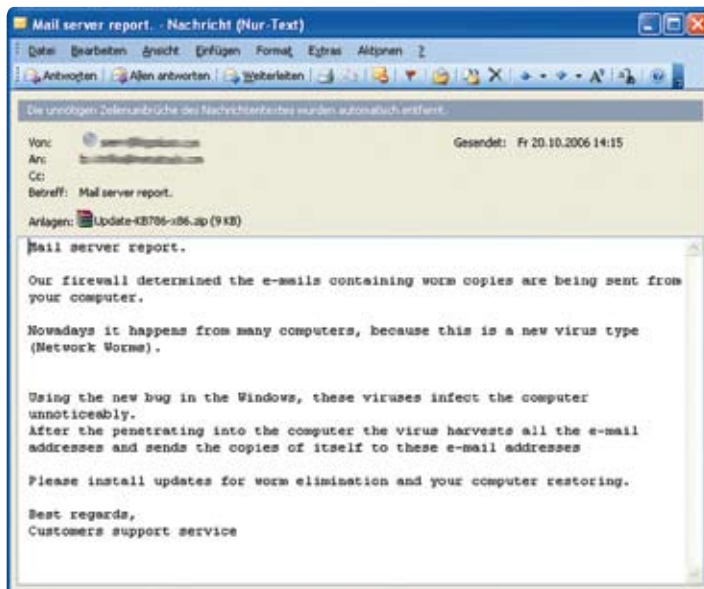 Mail server report. - Nachricht (Nur-Text)
Datei Bearbeiten Ansicht Einfügen Format Extras Aktionen ?
Antworten Allen antworten Weiterleiten
Die unnötigen Zeilenumbrüche des Nachrichtentextes wurden automatisch entfernt.
Von: Gesendet: Fr 20.10.2006 14:15
An:
Cc:
Betreff: Mail server report.
Anlagen: Update-KB786-x86.zip (9 KB)
Mail server report.
Our firewall determined the e-mails containing worm copies are being sent from
your computer.
Nowadays it happens from many computers, because this is a new virus type
(Network Worms).
Using the new bug in the Windows, these viruses infect the computer
unnoticeably.
After the penetrating into the computer the virus harvests all the e-mail
addresses and sends the copies of itself to these e-mail addresses
Please install updates for worm elimination and your computer restoring.
Best regards,
Customers support service